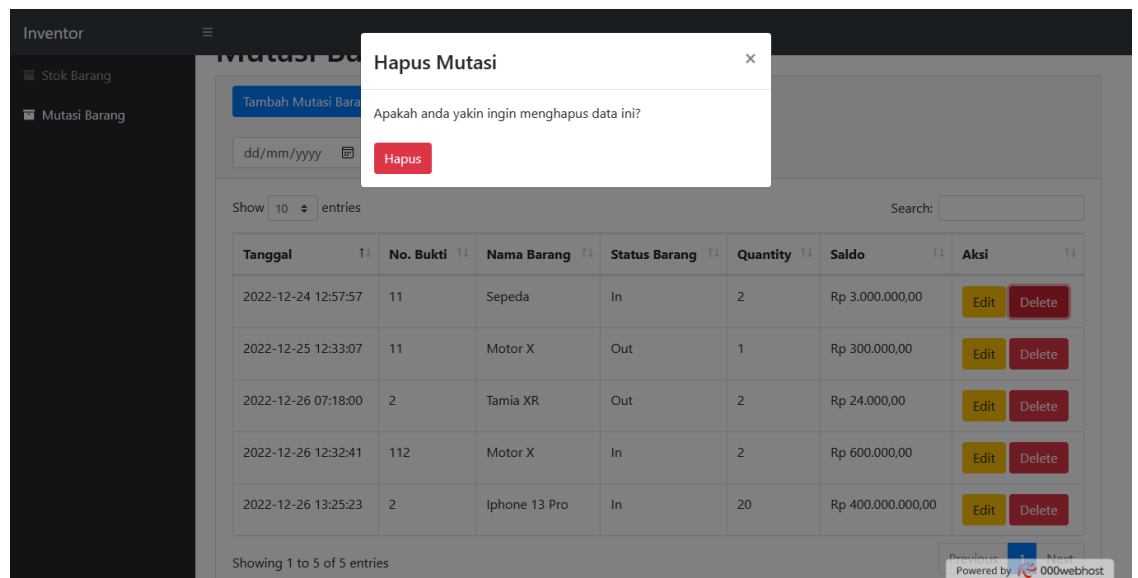 Inventor
Hapus Mutasi ×
Stok Barang
Mutasi Barang
Tambah Mutasi Bara
Apakah anda yakin ingin menghapus data ini?
dd/mm/yyyy
Hapus
Show 10 entries Search:
Tanggal No. Bukti Nama Barang Status Barang Quantity Saldo Aksi
2022-12-24 12:57:57 11 Sepeda In 2 Rp 3.000.000,00 Edit Delete
2022-12-25 12:33:07 11 Motor X Out 1 Rp 300.000,00 Edit Delete
2022-12-26 07:18:00 2 Tamia XR Out 2 Rp 24.000,00 Edit Delete
2022-12-26 12:32:41 112 Motor X In 2 Rp 600.000,00 Edit Delete
2022-12-26 13:25:23 2 Iphone 13 Pro In 20 Rp 400.000.000,00 Edit Delete
Showing 1 to 5 of 5 entries Previous 1 Next
Powered by 000webhost